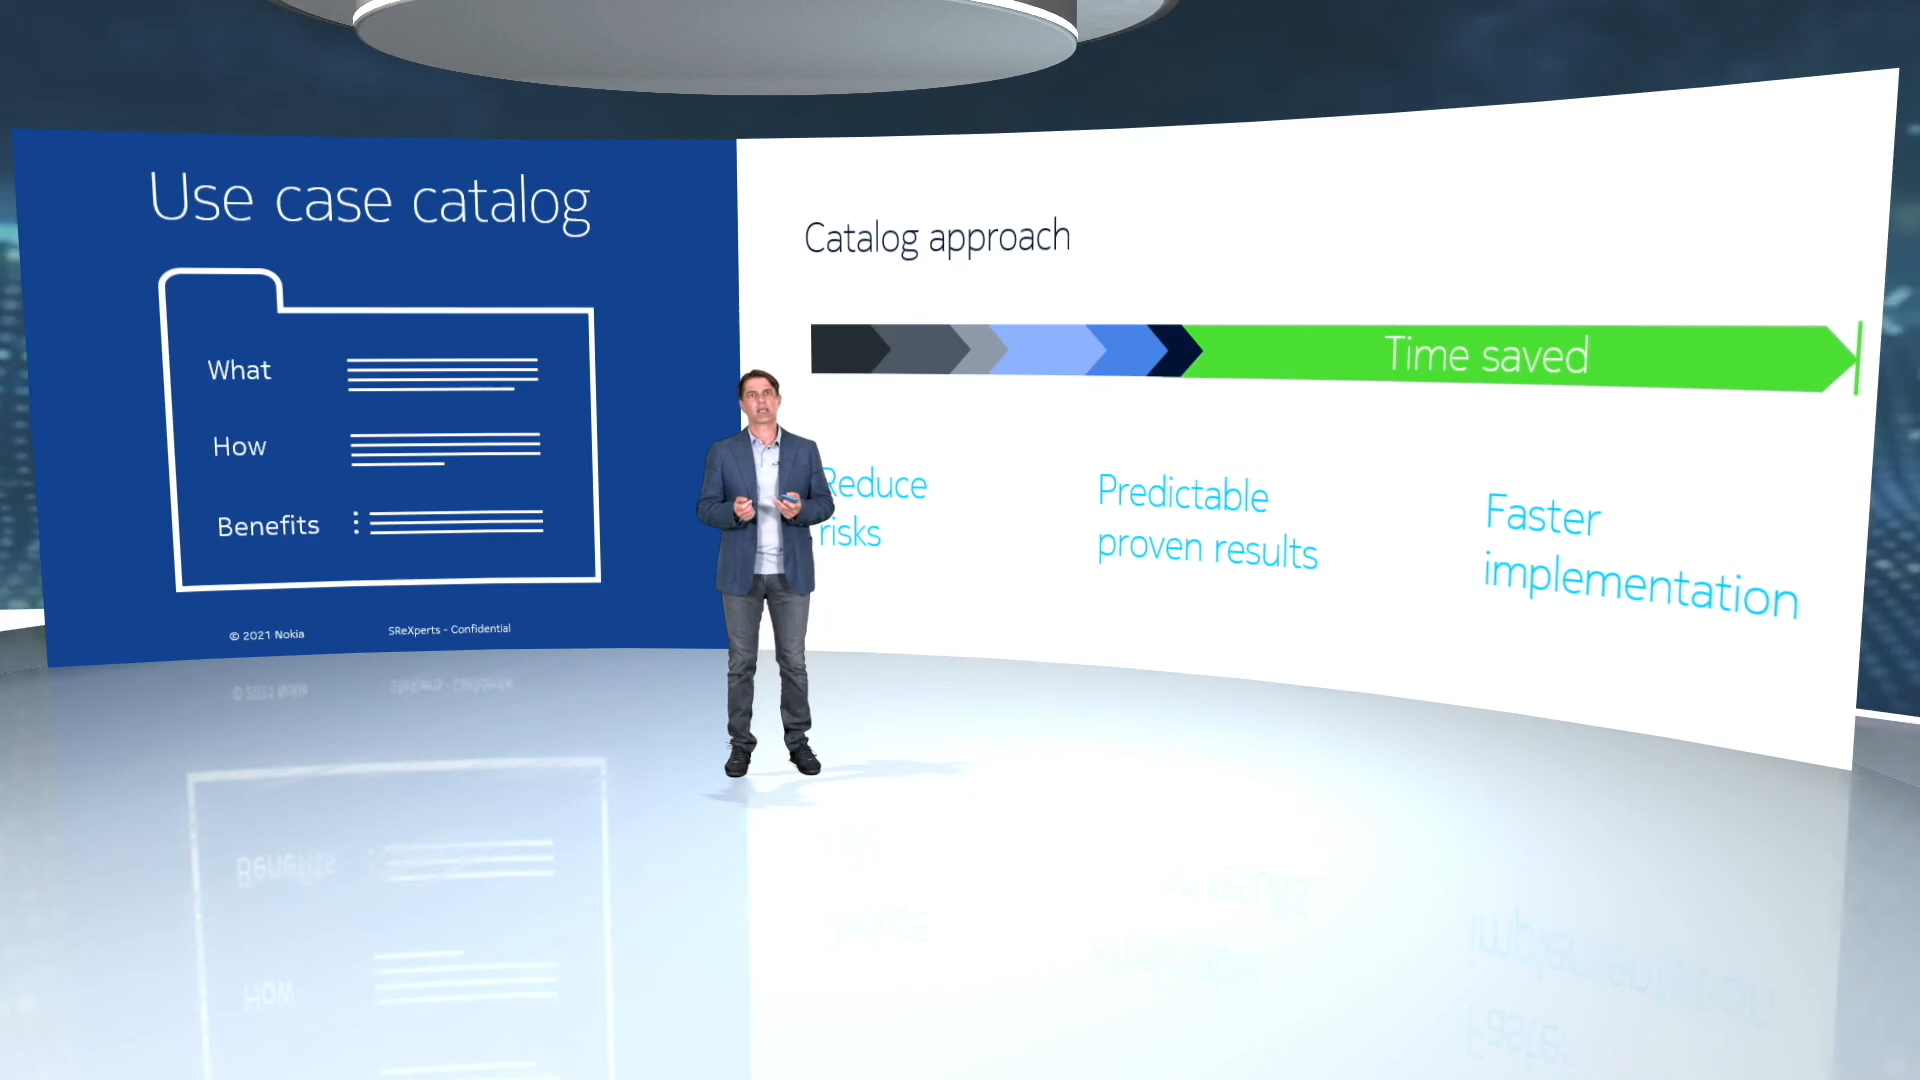 Use case catalog
What
How
Benefits
© 2021 Nokia
SReXperts - Confidential
Catalog approach
Time saved
Reduce
risks
Predictable
proven results
Faster
implementation